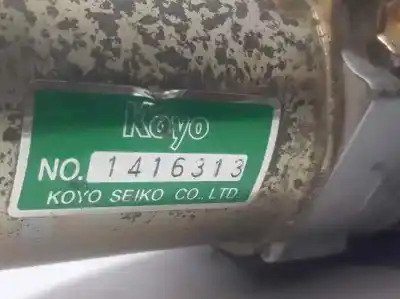 Koyo
NO. 1416313
KOYO SEIKO CO., LTD